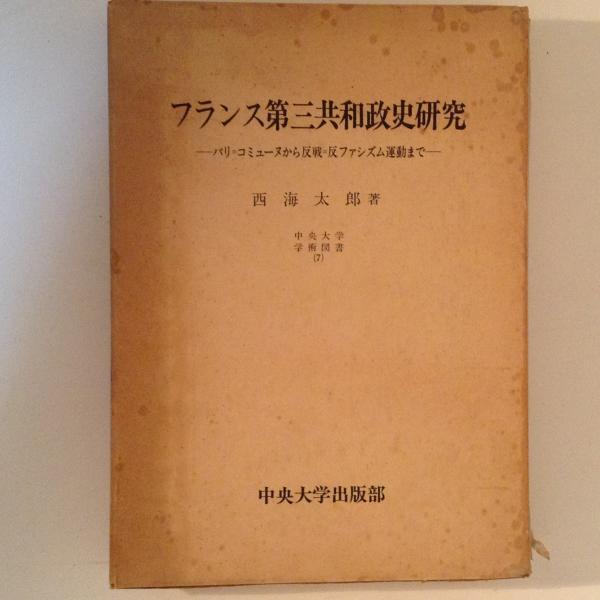 フランス第三共和政史研究
―パリ=コミューヌから反戦=反ファシズム運動まで―
西海太郎著
中央大学
学術図書
(7)
中央大学出版部